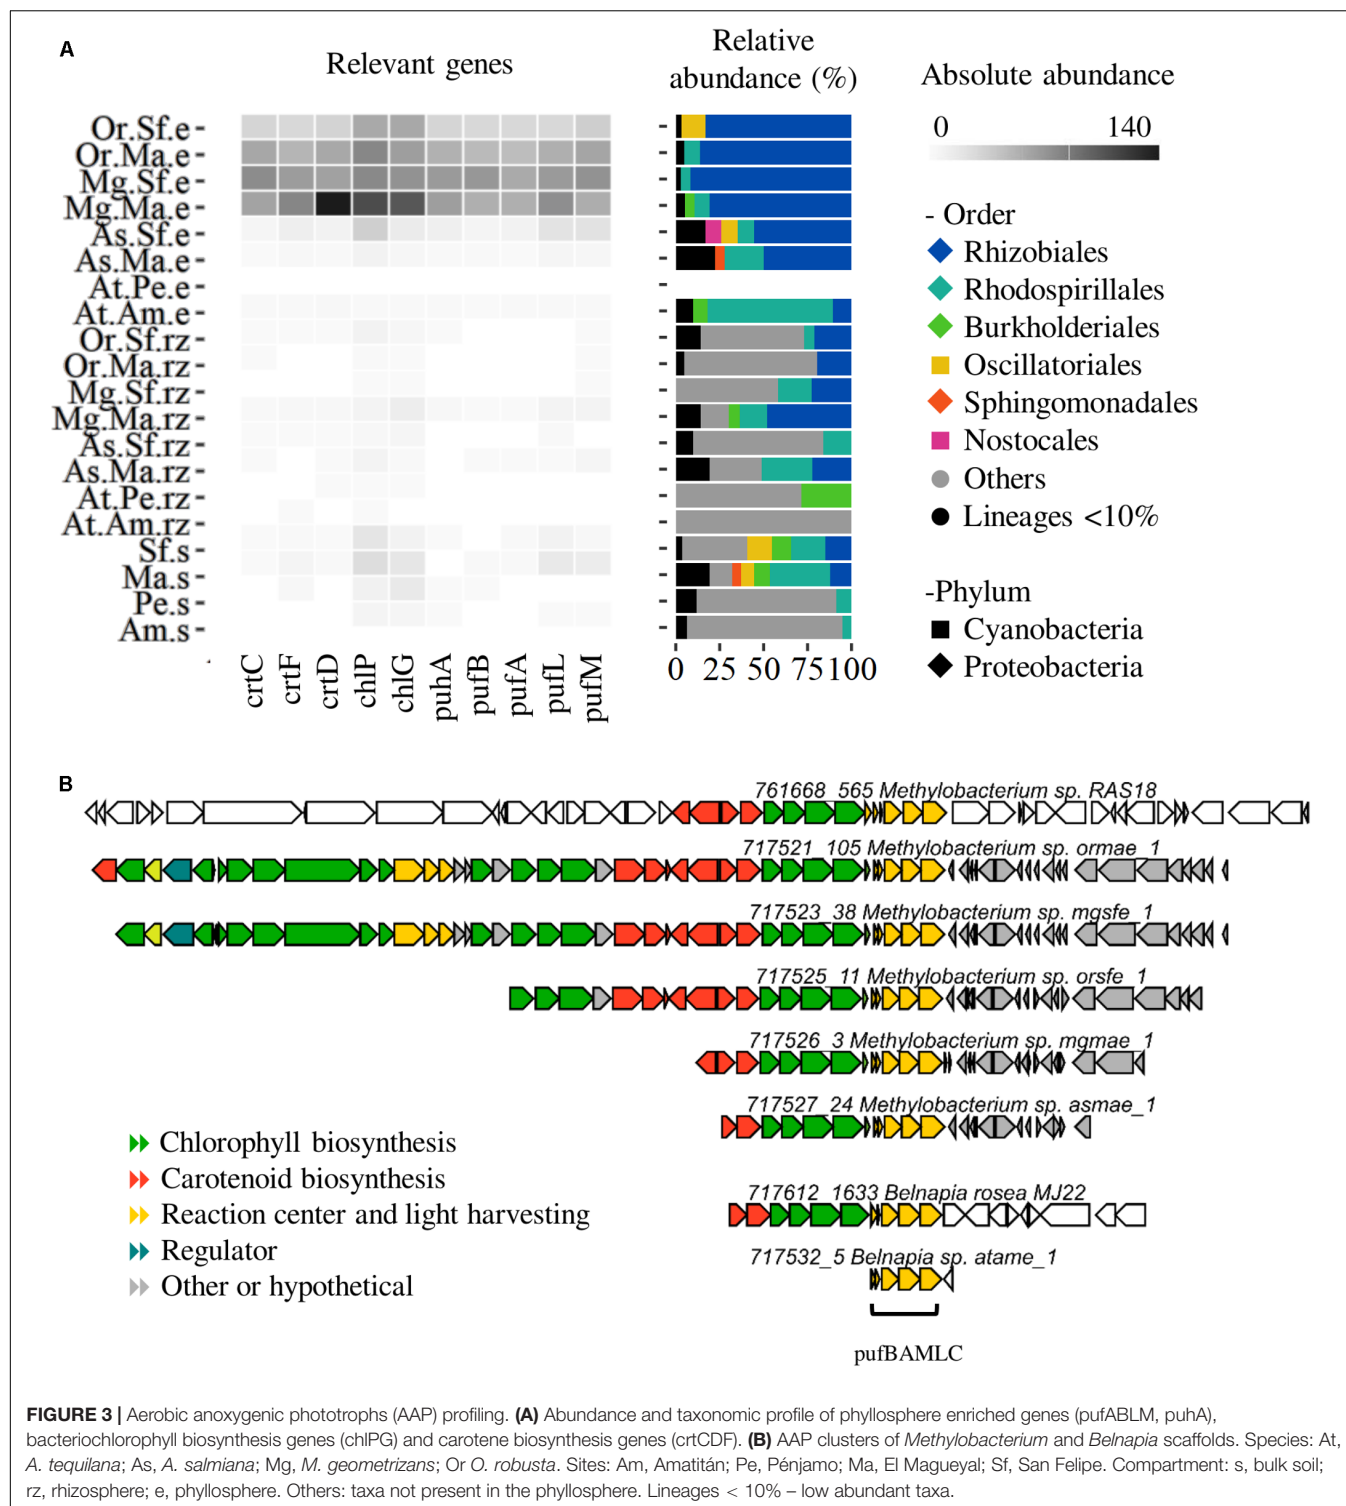 A
Relevant genes
Relative
abundance (%)
Absolute abundance
0 140
Or.Sf.e
Or.Ma.e
Mg.Sf.e
Mg.Ma.e
As.Sf.e
As.Ma.e
At.Pe.e
At.Am.e
Or.Sf.rz
Or.Ma.rz
Mg.Sf.rz
Mg.Ma.rz
As.Sf.rz
As.Ma.rz
At.Pe.rz
At.Am.rz
Sf.s
Ma.s
Pe.s
Am.s
crtC
crtF
crtD
chlP
chlG
puhA
pufB
pufA
pufL
pufM
0 25 50 75 100
- Order
Rhizobiales
Rhodospirillales
Burkholderiales
Oscillatoriales
Sphingomonadales
Nostocales
Others
Lineages <10%
-Phylum
Cyanobacteria
Proteobacteria
B
761668_565 Methylobacterium sp. RAS18
717521_105 Methylobacterium sp. ormae_1
717523_38 Methylobacterium sp. mgsfe_1
717525_11 Methylobacterium sp. orsfe_1
717526_3 Methylobacterium sp. mgmae_1
717527_24 Methylobacterium sp. asmae_1
717612_1633 Belnapia rosea MJ22
717532_5 Belnapia sp. atame_1
pufBAMLC
Chlorophyll biosynthesis
Carotenoid biosynthesis
Reaction center and light harvesting
Regulator
Other or hypothetical
FIGURE 3 | Aerobic anoxygenic phototrophs (AAP) profiling. (A) Abundance and taxonomic profile of phyllosphere enriched genes (pufABLM, puhA),
bacteriochlorophyll biosynthesis genes (chlPG) and carotene biosynthesis genes (crtCDF). (B) AAP clusters of Methylobacterium and Belnapia scaffolds. Species: At,
A. tequilana; As, A. salmiana; Mg, M. geometrizans; Or O. robusta. Sites: Am, Amatitán; Pe, Pénjamo; Ma, El Magueyal; Sf, San Felipe. Compartment: s, bulk soil;
rz, rhizosphere; e, phyllosphere. Others: taxa not present in the phyllosphere. Lineages < 10% – low abundant taxa.